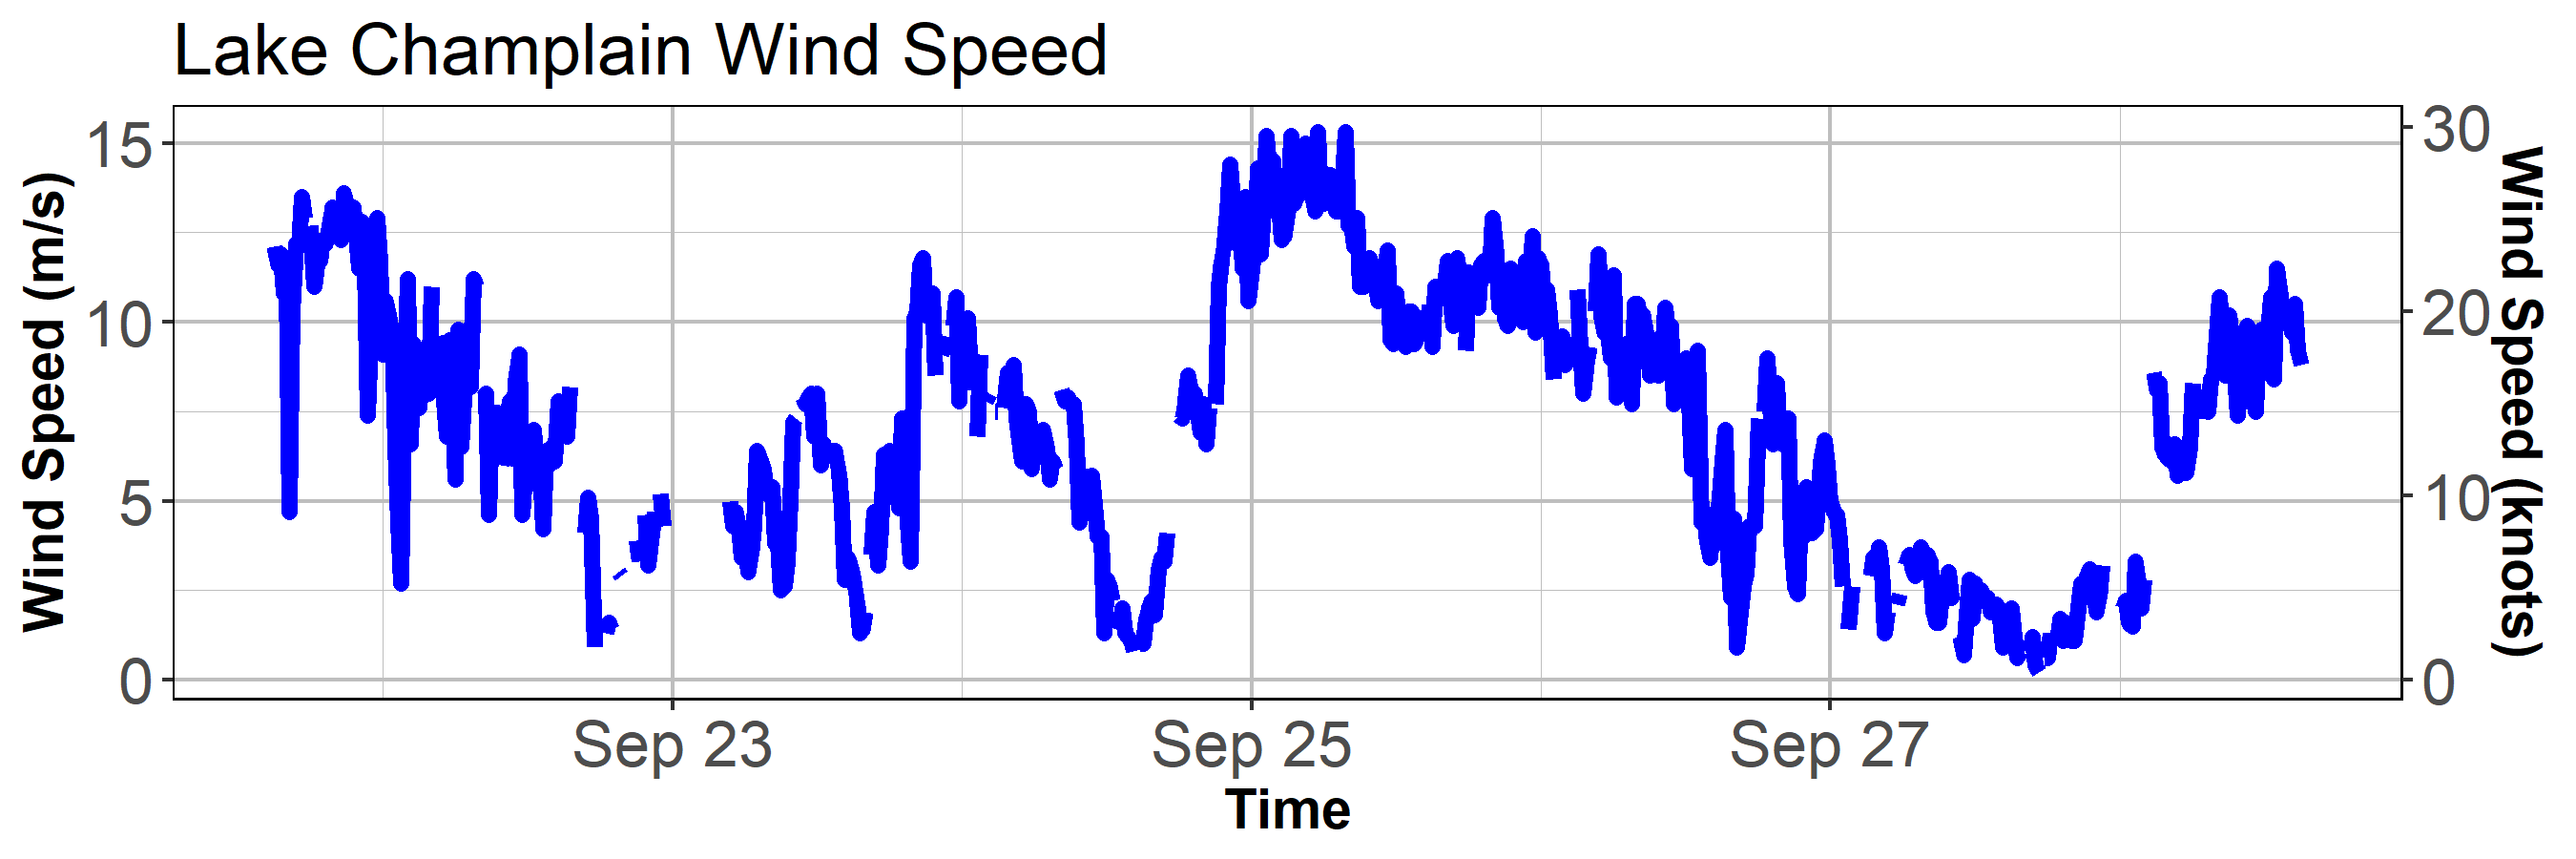 Lake Champlain Wind Speed
Wind Speed (m/s)
15
10
5
0
30
20
10
0
Wind Speed (knots)
Sep 23 Sep 25 Sep 27
Time